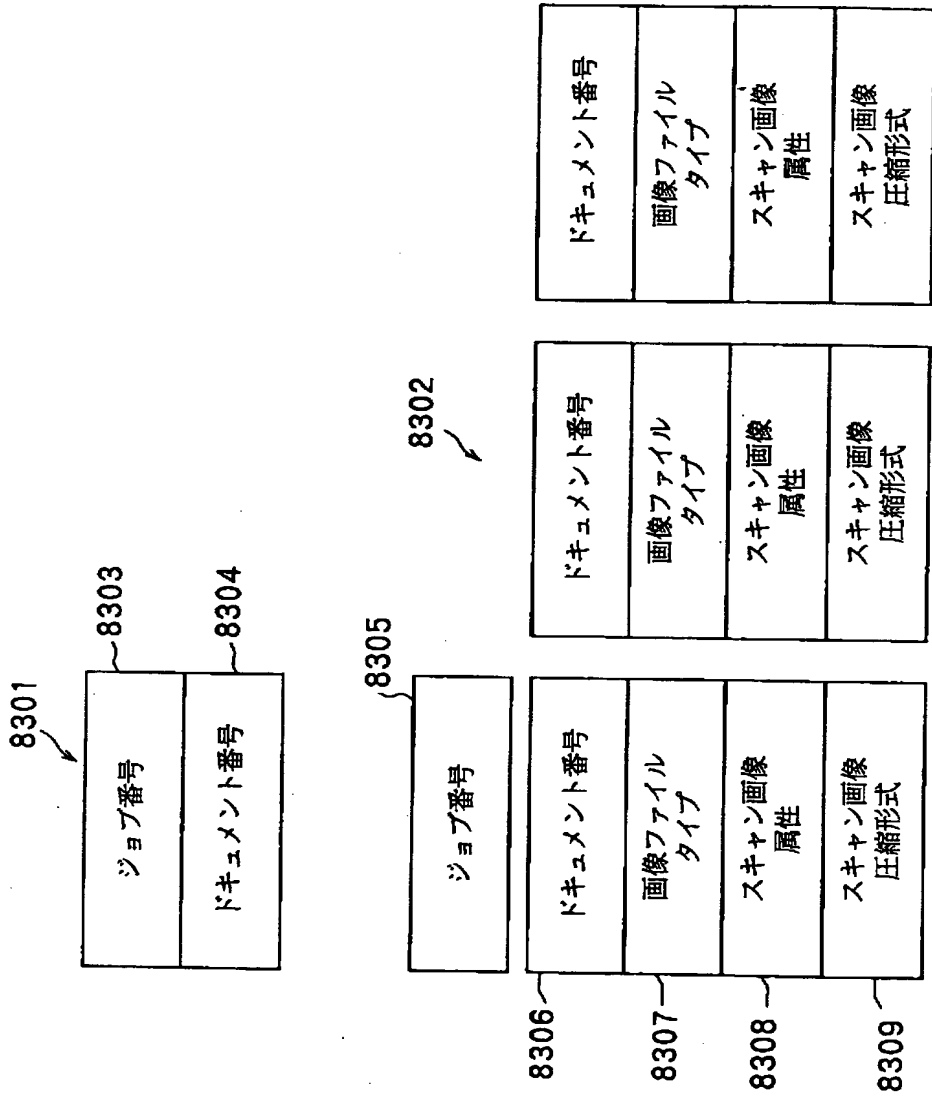 8301
ジョブ番号
8303
ドキュメント番号
8304
8305
ジョブ番号
8302
8306
ドキュメント番号
8307
画像ファイル
タイプ
8308
スキャン画像
属性
8309
スキャン画像
圧縮形式
ドキュメント番号
画像ファイル
タイプ
スキャン画像
属性
スキャン画像
圧縮形式
ドキュメント番号
画像ファイル
タイプ
スキャン画像
属性
スキャン画像
圧縮形式